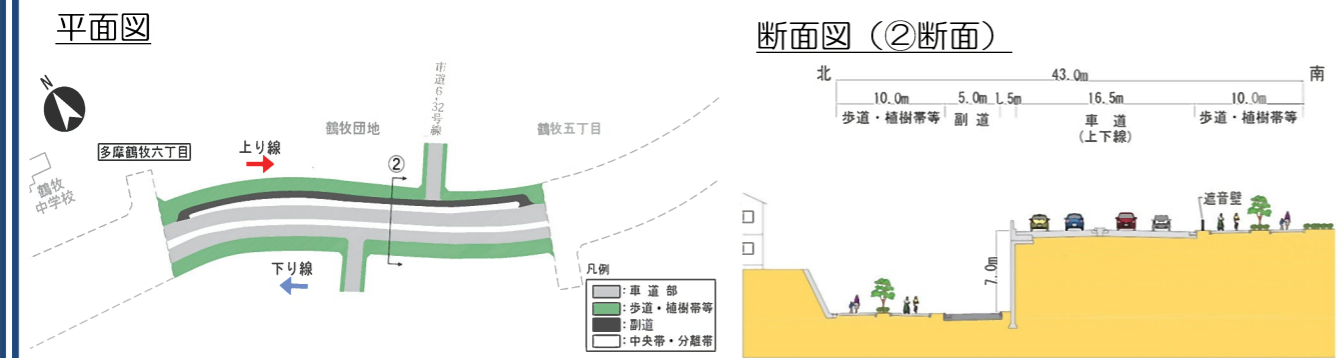 平面図
N
市道6-32号線
鶴牧団地
鶴牧五丁目
多摩鶴牧六丁目
上り線
②
鶴牧
中学校
下り線
凡例
:車道部
:歩道・植樹帯等
:副道
:中央帯・分離帯
断面図(②断面)
北
43.0m
南
10.0m
5.0m
1.5m
16.5m
10.0m
歩道・植樹帯等
副道
車道
(上下線)
歩道・植樹帯等
遮音壁
7.0m